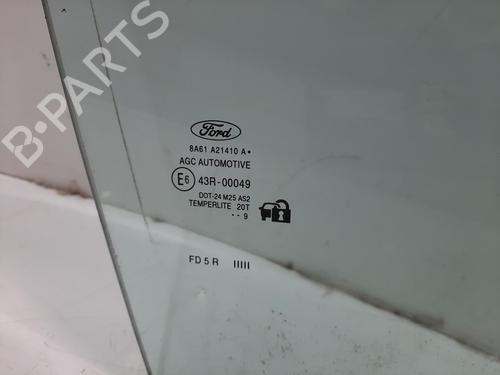 B-PARTS
Ford
8A61 A21410 A•
AGC AUTOMOTIVE
E6 43R-00049
DOT-24 M25 AS2
TEMPERLITE 20T
·· 9
FD 5 R IIIII